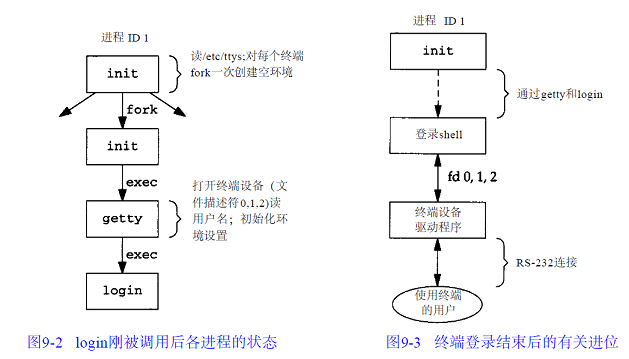 进程 ID 1
init
读/etc/ttys;对每个终端
fork一次创建空环境
fork
init
exec
getty
打开终端设备（文
件描述符0,1,2)读
用户名；初始化环
境设置
exec
login
图9-2 login刚被调用后各进程的状态
进程 ID 1
init
通过getty和login
登录shell
fd 0, 1, 2
终端设备
驱动程序
RS-232连接
使用终端
的用户
图9-3 终端登录结束后的有关进位